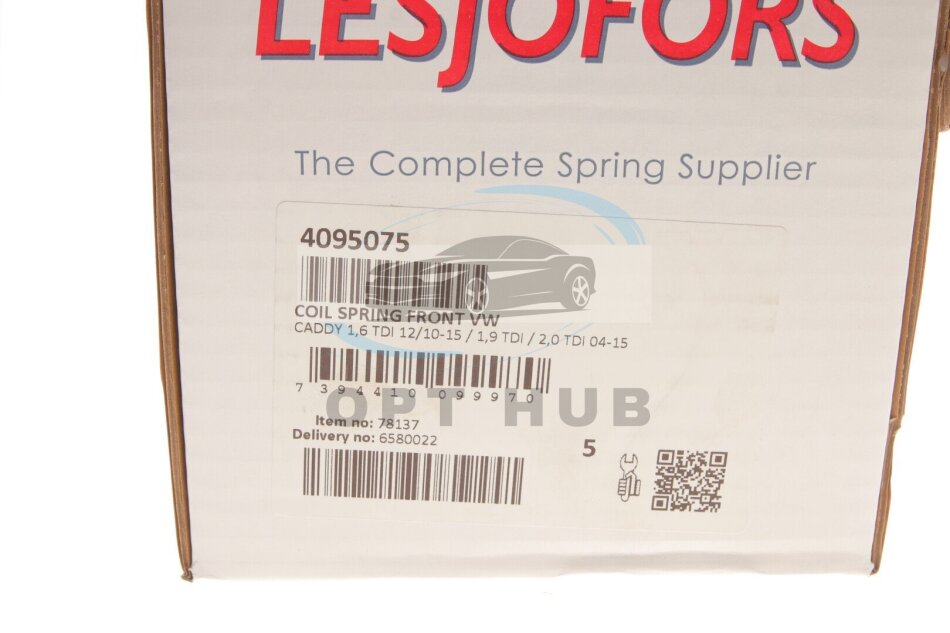 LESJÖFORS
The Complete Spring Supplier
4095075
COIL SPRING FRONT VW
CADDY 1,6 TDI 12/10-15 / 1,9 TDI / 2,0 TDI 04-15
7 394410 099970
OPT HUB
Item no: 78137
Delivery no: 6580022
5